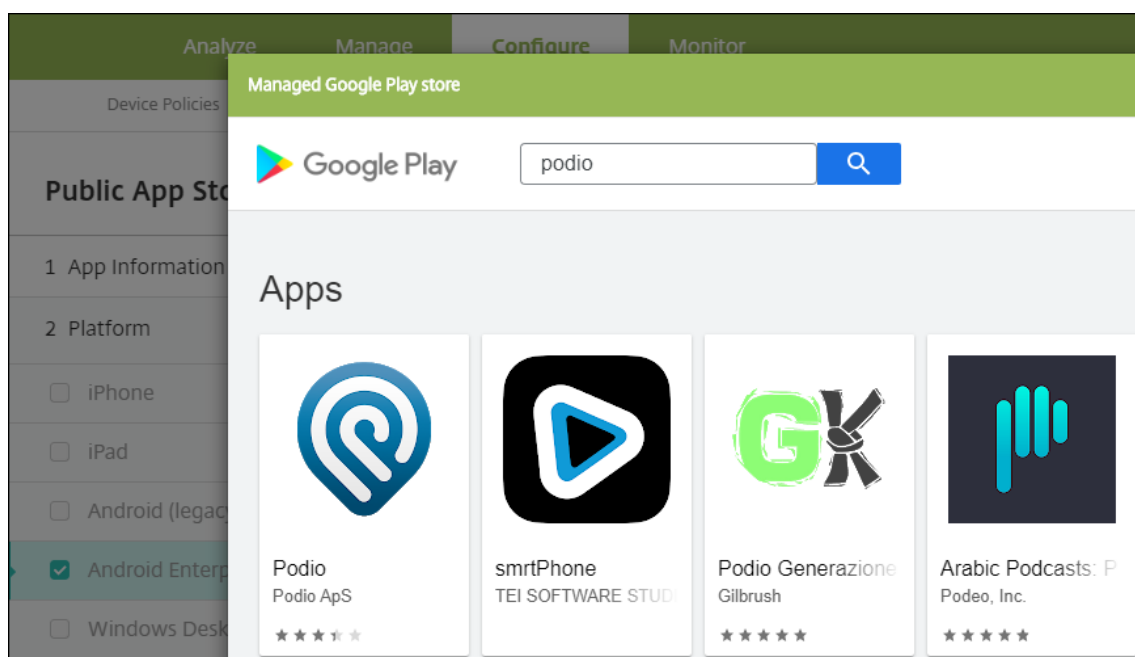 Analyze Manage Configure Monitor
Managed Google Play store
Device Policies
Google Play podio
Public App Sto
1 App Information
Apps
2 Platform
iPhone
iPad
Android (legacy
Android Enterp
Windows Desk
GK
Podio
Podio ApS
smrtPhone
TEI SOFTWARE STUD
Podio Generazione
Gilbrush
Arabic Podcasts: P
Podeo, Inc.